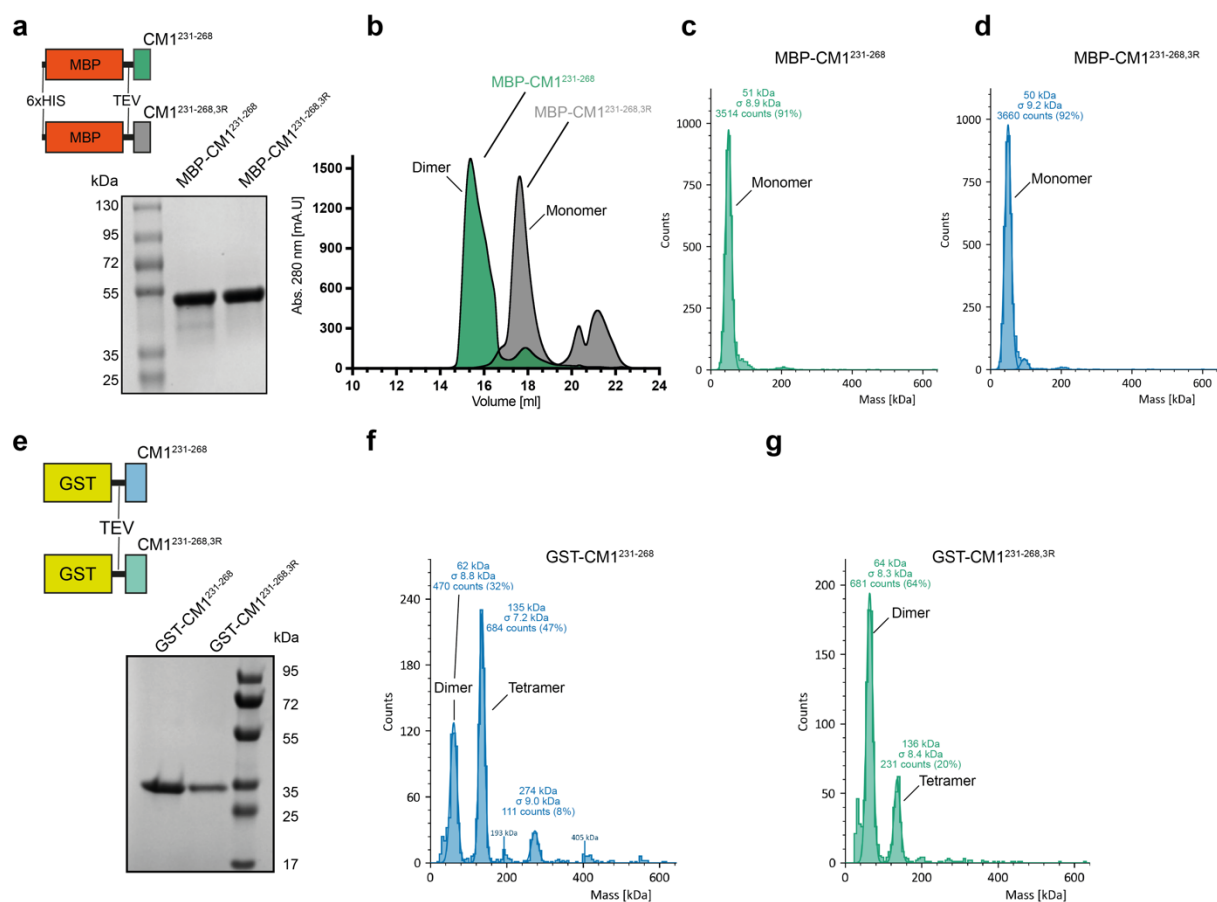 a
CM1231-268
MBP
6xHIS
TEV
CM1231-268,3R
MBP
kDa
MBP-CM1231-268
MBP-CM1231-268,3R
130
95
72
55
35
25
b
MBP-CM1231-268
MBP-CM1231-268,3R
Dimer
Monomer
Abs. 280 nm [mA.U]
1500
1200
900
600
300
0
10
12
14
16
18
20
22
24
Volume [ml]
c
MBP-CM1231-268
51 kDa
σ 8.9 kDa
3514 counts (91%)
Monomer
Counts
1000
750
500
250
0
0
200
400
600
Mass [kDa]
d
MBP-CM1231-268,3R
50 kDa
σ 9.2 kDa
3660 counts (92%)
Monomer
Counts
1000
750
500
250
0
0
200
400
600
Mass [kDa]
e
CM1231-268
GST
TEV
CM1231-268,3R
GST
GST-CM1231-268
GST-CM1231-268,3R
kDa
95
72
55
35
25
17
f
GST-CM1231-268
62 kDa
σ 8.8 kDa
470 counts (32%)
135 kDa
σ 7.2 kDa
684 counts (47%)
Dimer
Tetramer
274 kDa
σ 9.0 kDa
111 counts (8%)
193 kDa
405 kDa
Counts
240
180
120
60
0
0
200
400
600
Mass [kDa]
g
GST-CM1231-268,3R
64 kDa
σ 8.3 kDa
681 counts (64%)
Dimer
136 kDa
σ 8.4 kDa
231 counts (20%)
Tetramer
Counts
200
150
100
50
0
0
200
400
600
Mass [kDa]